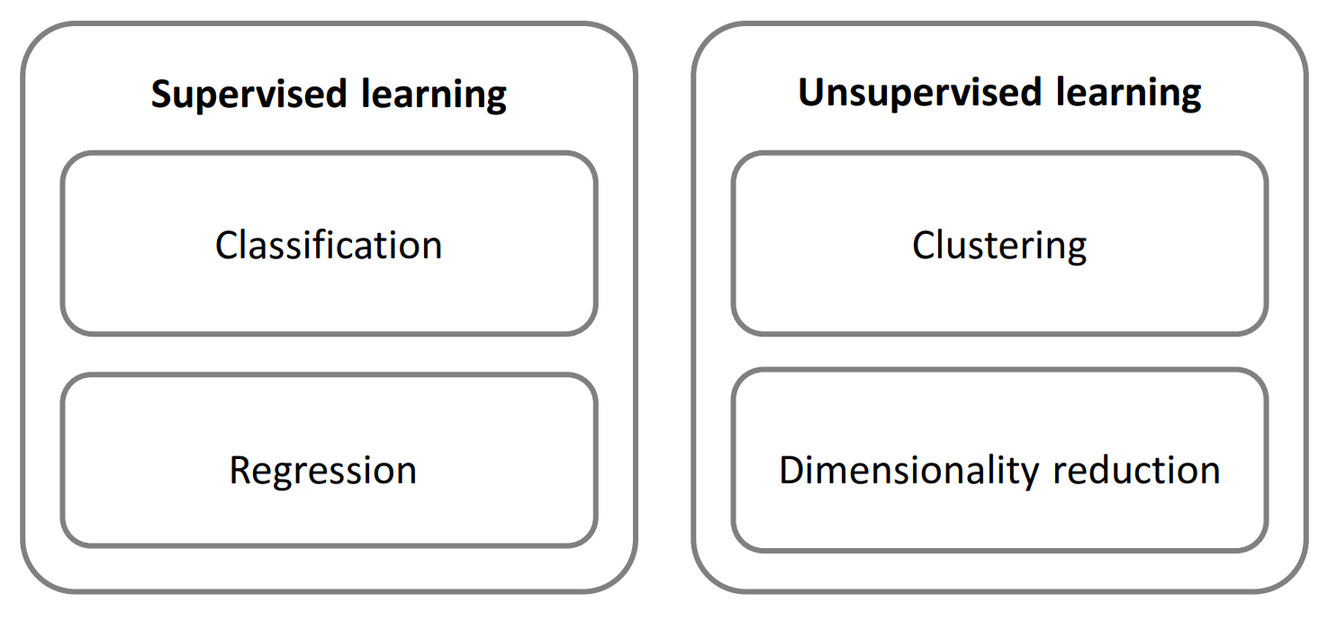 Supervised learning
Classification
Regression
Unsupervised learning
Clustering
Dimensionality reduction